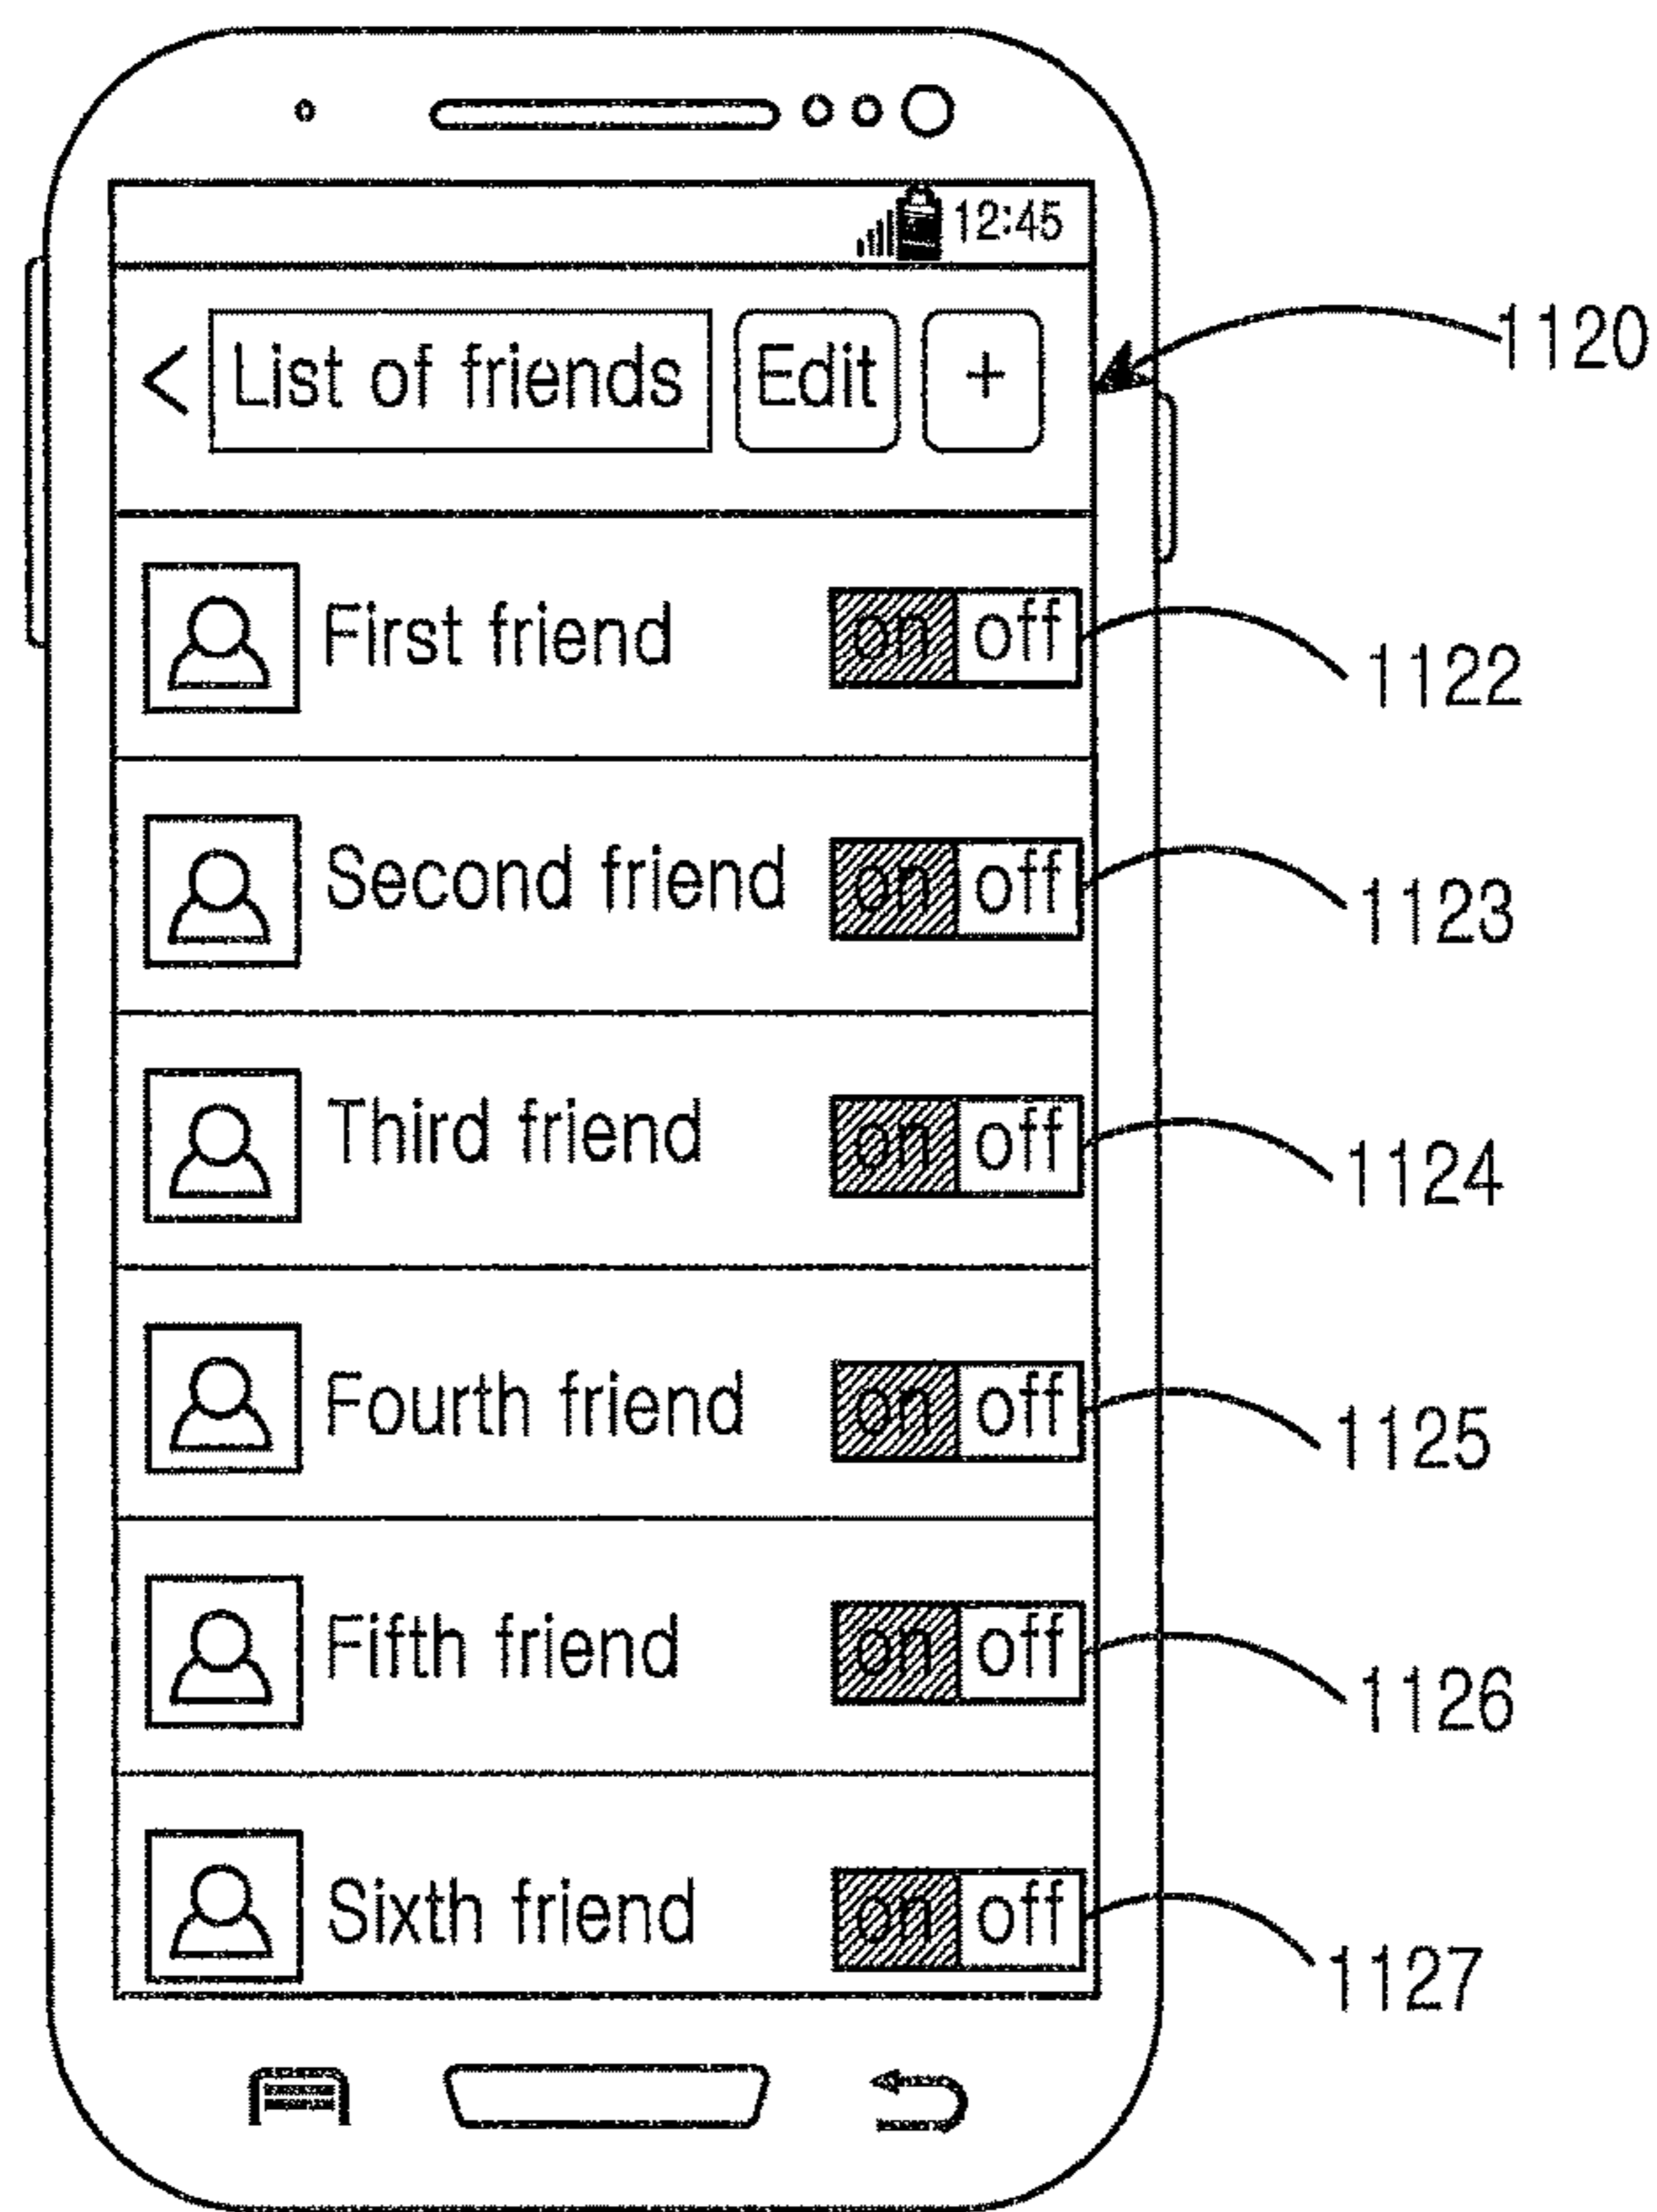 12:45
< List of friends Edit +
1120
First friend on off
1122
Second friend on off
1123
Third friend on off
1124
Fourth friend on off
1125
Fifth friend on off
1126
Sixth friend on off
1127